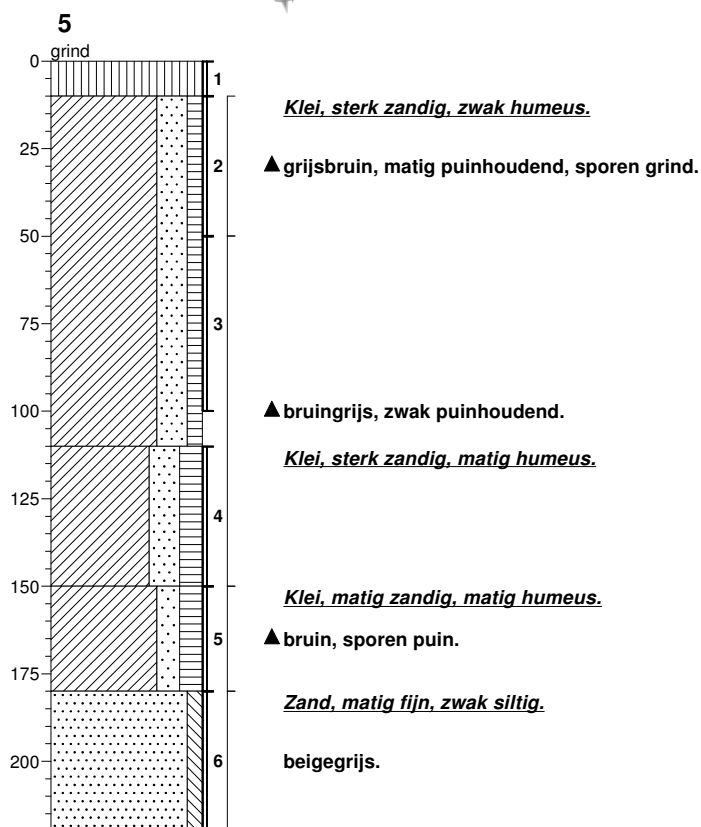 5
grind
0
1
Klei, sterk zandig, zwak humeus.
25
2
grijsbruin, matig puinhoudend, sporen grind.
50
3
75
100
bruingrijs, zwak puinhoudend.
Klei, sterk zandig, matig humeus.
125
4
150
Klei, matig zandig, matig humeus.
5
bruin, sporen puin.
175
Zand, matig fijn, zwak siltig.
200
6
beigegrijs.